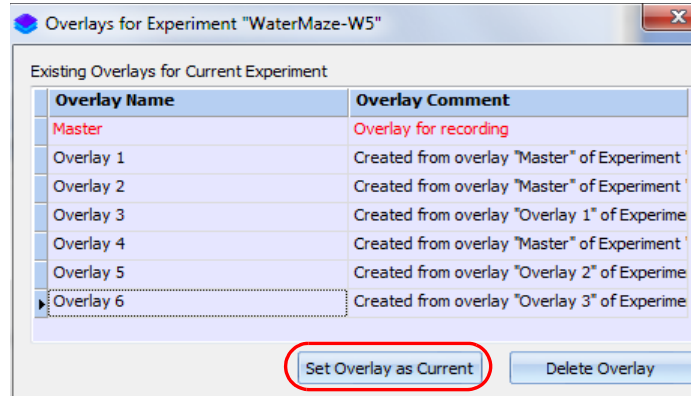 Overlays for Experiment "WaterMaze-W5"
Existing Overlays for Current Experiment
Overlay Name Overlay Comment
Master Overlay for recording
Overlay 1 Created from overlay "Master" of Experiment
Overlay 2 Created from overlay "Master" of Experiment
Overlay 3 Created from overlay "Overlay 1" of Experime
Overlay 4 Created from overlay "Master" of Experiment
Overlay 5 Created from overlay "Overlay 2" of Experime
Overlay 6 Created from overlay "Overlay 3" of Experime
Set Overlay as Current Delete Overlay